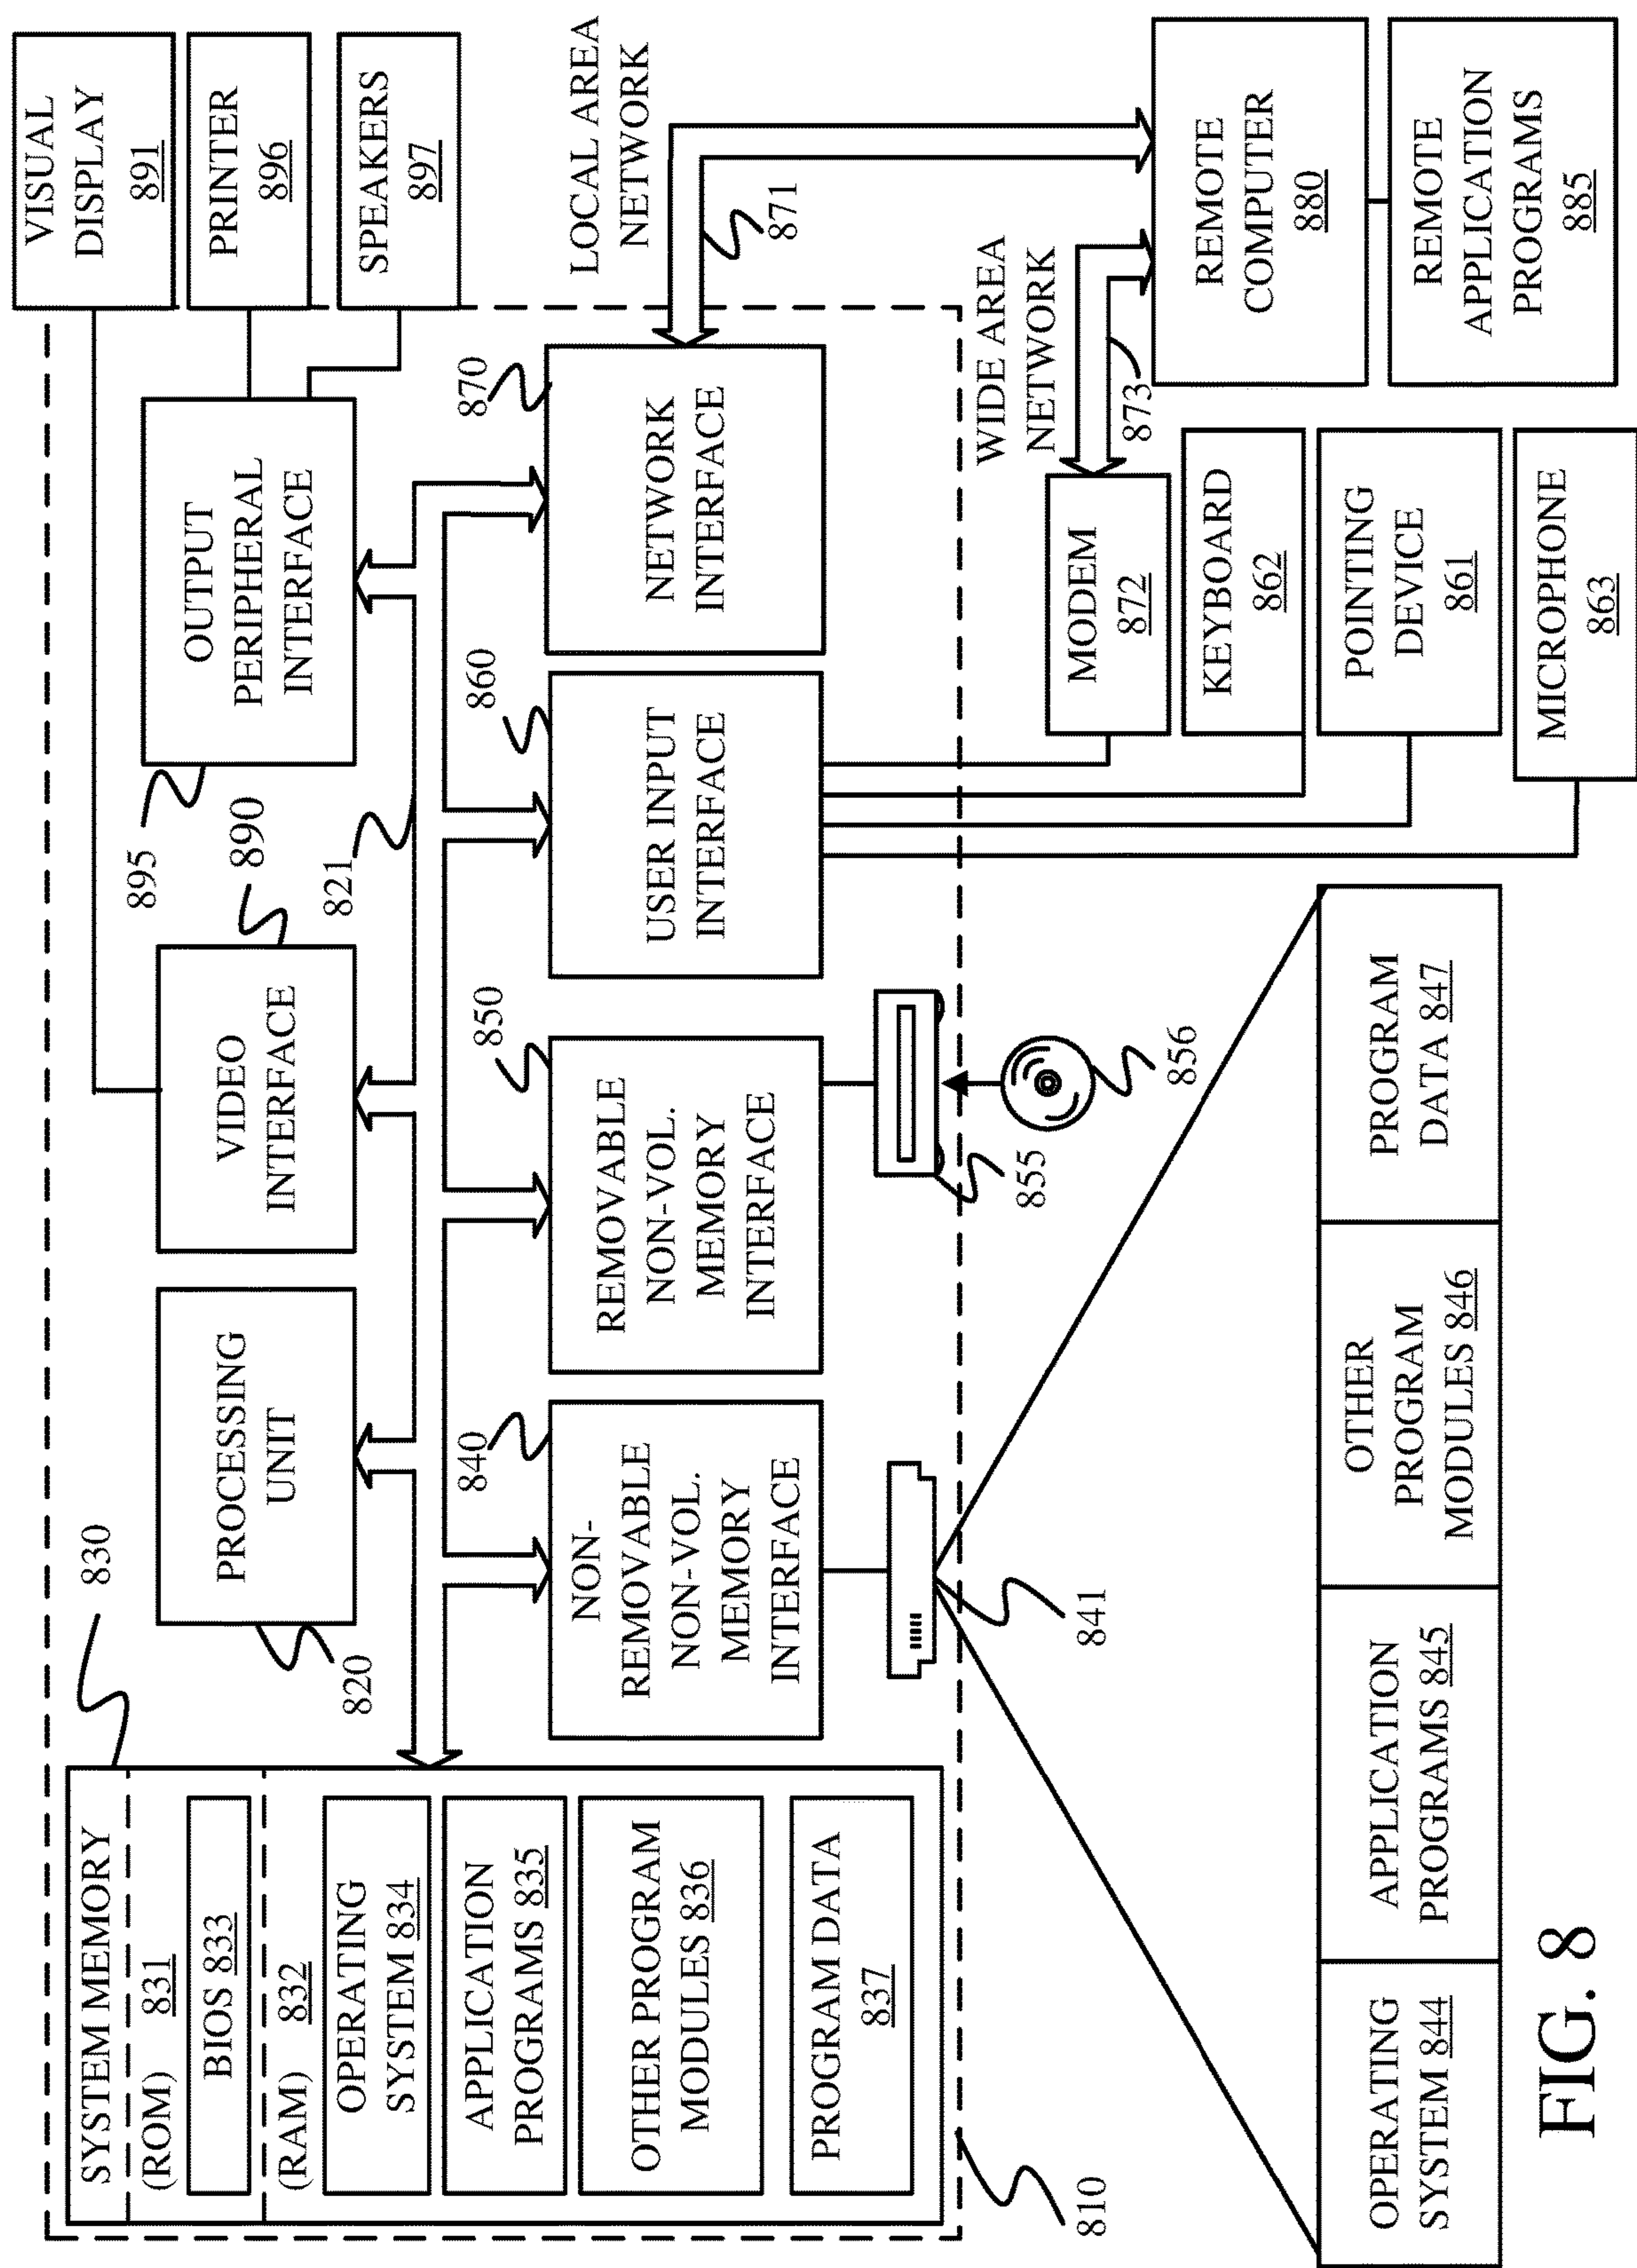 SYSTEM MEMORY
(ROM) 831
BIOS 833
(RAM) 832
OPERATING
SYSTEM 834
APPLICATION
PROGRAMS 835
OTHER PROGRAM
MODULES 836
PROGRAM DATA
837
830
820
PROCESSING
UNIT
VIDEO
INTERFACE
890
895
821
OUTPUT
PERIPHERAL
INTERFACE
VISUAL
DISPLAY
891
PRINTER
896
SPEAKERS
897
840
NON-
REMOVABLE
NON-VOL.
MEMORY
INTERFACE
850
REMOVABLE
NON-VOL.
MEMORY
INTERFACE
860
USER INPUT
INTERFACE
870
NETWORK
INTERFACE
LOCAL AREA
NETWORK
871
810
841
855
856
WIDE AREA
NETWORK
873
MODEM
872
KEYBOARD
862
POINTING
DEVICE
861
MICROPHONE
863
REMOTE
COMPUTER
880
REMOTE
APPLICATION
PROGRAMS
885
OPERATING
SYSTEM 844
APPLICATION
PROGRAMS 845
OTHER
PROGRAM
MODULES 846
PROGRAM
DATA 847
FIG. 8